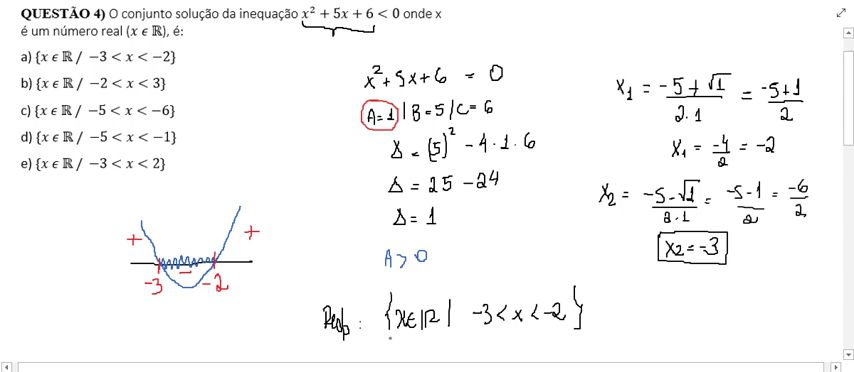 QUESTÃO 4) O conjunto solução da inequação x² + 5x + 6 < 0 onde x
é um número real (x ϵ ℝ), é:
a) {x ϵ ℝ / −3 < x < −2}
b) {x ϵ ℝ / −2 < x < 3}
c) {x ϵ ℝ / −5 < x < −6}
d) {x ϵ ℝ / −5 < x < −1}
e) {x ϵ ℝ / −3 < x < 2}
x² + 5x + 6 = 0
A = 1 / B = 5 / C = 6
Δ = (5)² − 4 · 1 · 6
Δ = 25 − 24
Δ = 1
A > 0
x₁ = (−5 + √1)/(2 · 1) = (−5 + 1)/2
x₁ = −4/2 = −2
x₂ = (−5 − √1)/(2 · 1) = (−5 − 1)/2 = −6/2
x₂ = −3
+ − +
−3 −2
Resp: {x ∈ ℝ | −3 < x < −2}